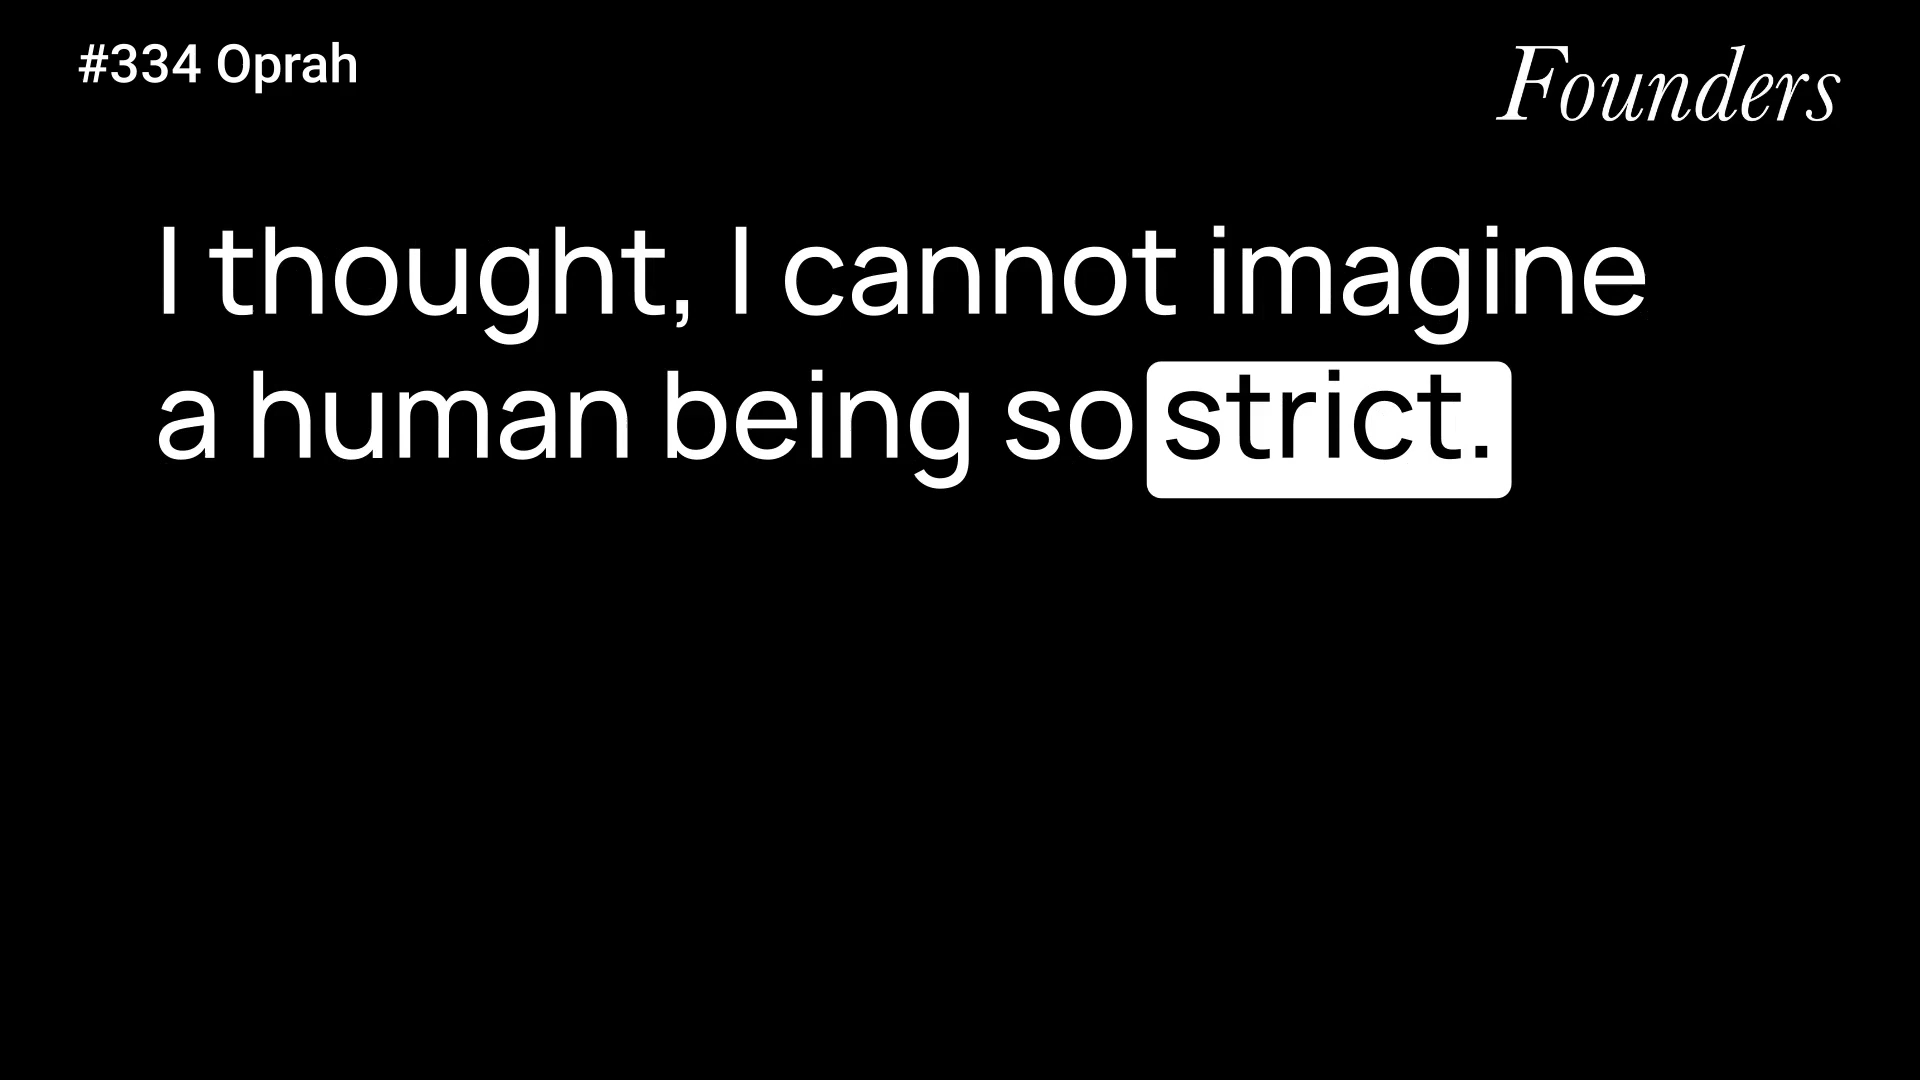 #334 Oprah
Founders
I thought, I cannot imagine
a human being so strict.